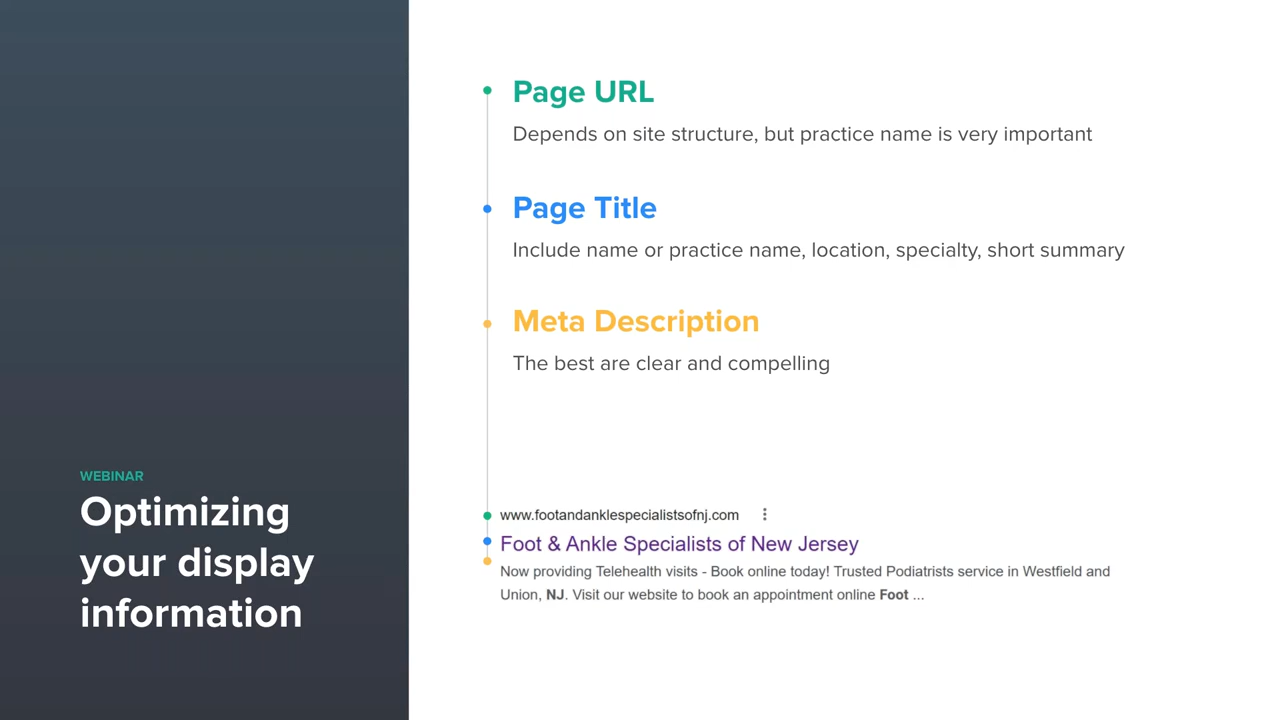 WEBINAR
Optimizing
your display
information
Page URL
Depends on site structure, but practice name is very important
Page Title
Include name or practice name, location, specialty, short summary
Meta Description
The best are clear and compelling
www.footandanklespecialistsofnj.com
Foot & Ankle Specialists of New Jersey
Now providing Telehealth visits - Book online today! Trusted Podiatrists service in Westfield and
Union, NJ. Visit our website to book an appointment online Foot ...